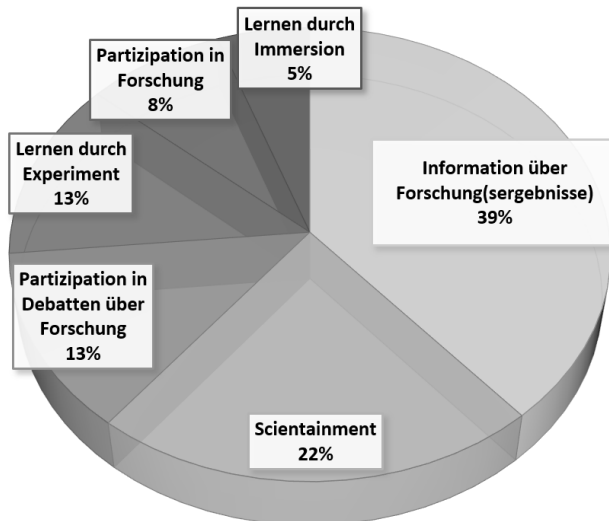 Lernen durch
Immersion
5%
Partizipation in
Forschung
8%
Lernen durch
Experiment
13%
Partizipation in
Debatten über
Forschung
13%
Scientainment
22%
Information über
Forschung(sergebnisse)
39%